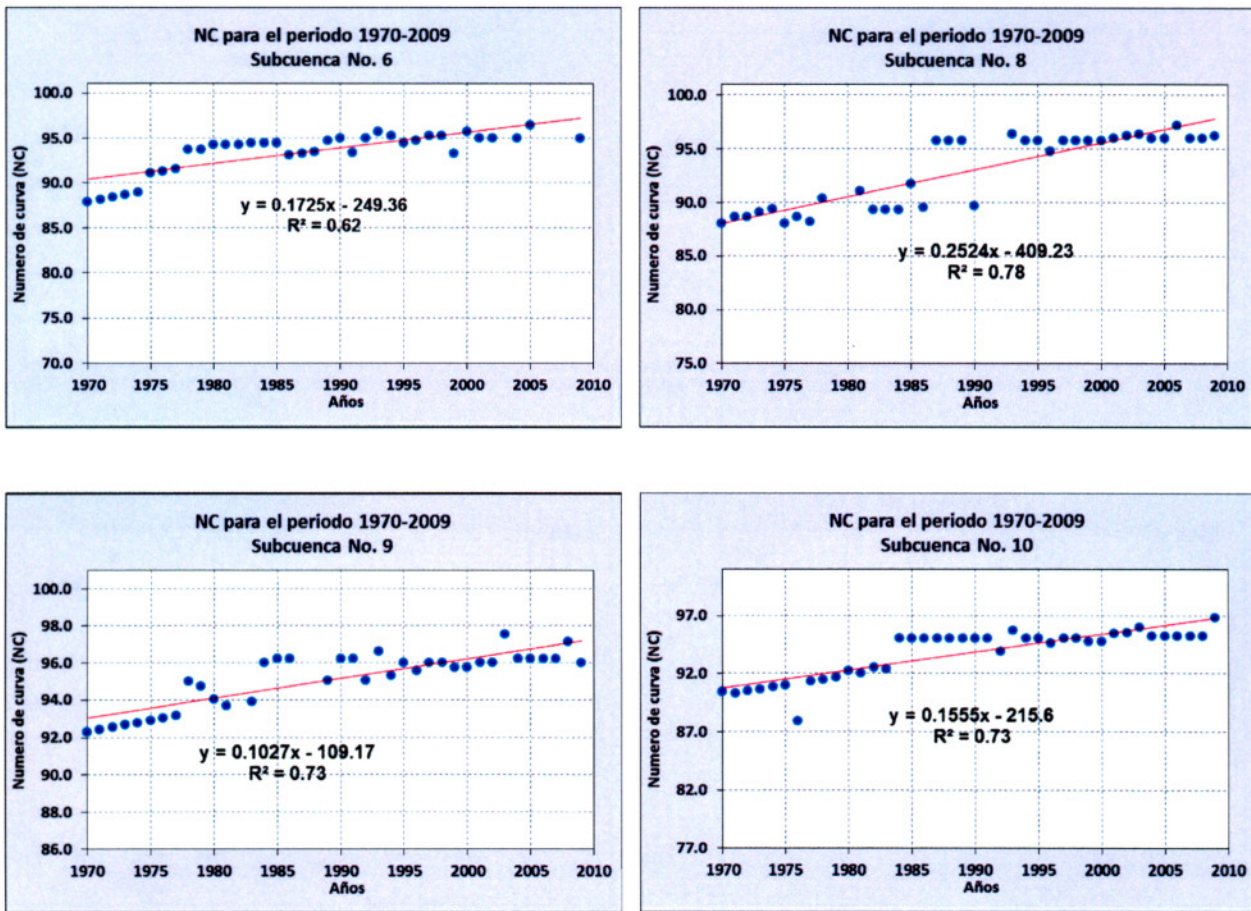 NC para el periodo 1970-2009
Subcuenca No. 6
Numero de curva (NC)
100.0
95.0
90.0
85.0
80.0
75.0
70.0
y = 0.1725x - 249.36
R² = 0.62
1970 1975 1980 1985 1990 1995 2000 2005 2010
Años
NC para el periodo 1970-2009
Subcuenca No. 8
Numero de curva (NC)
100.0
95.0
90.0
85.0
80.0
75.0
y = 0.2524x - 409.23
R² = 0.78
1970 1975 1980 1985 1990 1995 2000 2005 2010
Años
NC para el periodo 1970-2009
Subcuenca No. 9
Numero de curva (NC)
100.0
98.0
96.0
94.0
92.0
90.0
88.0
86.0
y = 0.1027x - 109.17
R² = 0.73
1970 1975 1980 1985 1990 1995 2000 2005 2010
Años
NC para el periodo 1970-2009
Subcuenca No. 10
Numero de curva (NC)
97.0
92.0
87.0
82.0
77.0
y = 0.1555x - 215.6
R² = 0.73
1970 1975 1980 1985 1990 1995 2000 2005 2010
Años